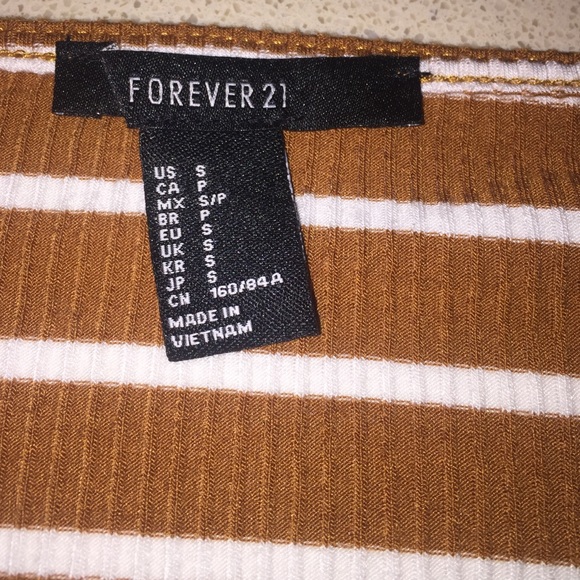 FOREVER 21
US S
CA P
MX S/P
BR P
EU S
UK S
KR S
JP S
CN 160/84A
MADE IN
VIETNAM